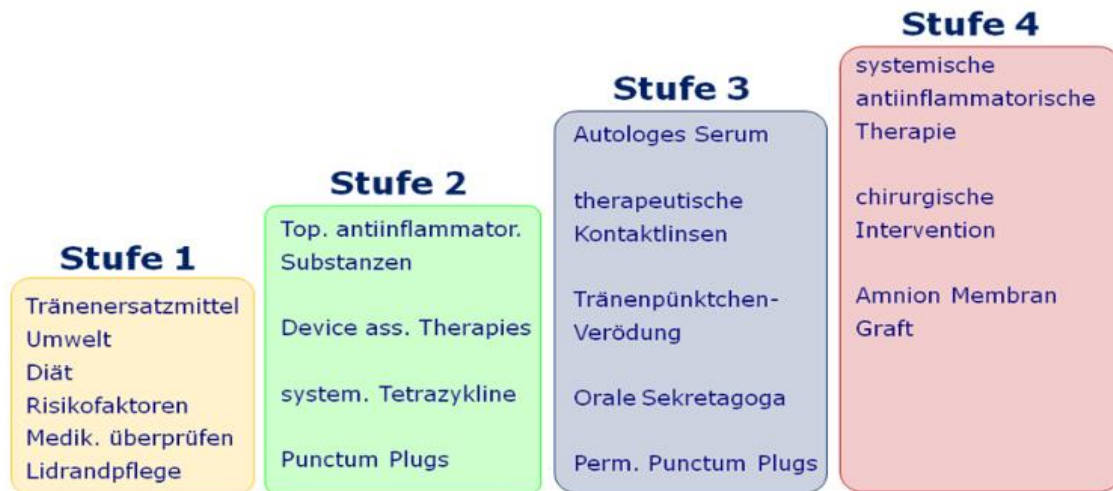 Stufe 1
Tränenersatzmittel
Umwelt
Diät
Risikofaktoren
Medik. überprüfen
Lidrandpflege
Stufe 2
Top. antiinflammator.
Substanzen
Device ass. Therapies
system. Tetrazykline
Punctum Plugs
Stufe 3
Autologes Serum
therapeutische
Kontaktlinsen
Tränenpünktchen-
Verödung
Orale Sekretagoga
Perm. Punctum Plugs
Stufe 4
systemische
antiinflammatorische
Therapie
chirurgische
Intervention
Amnion Membran
Graft